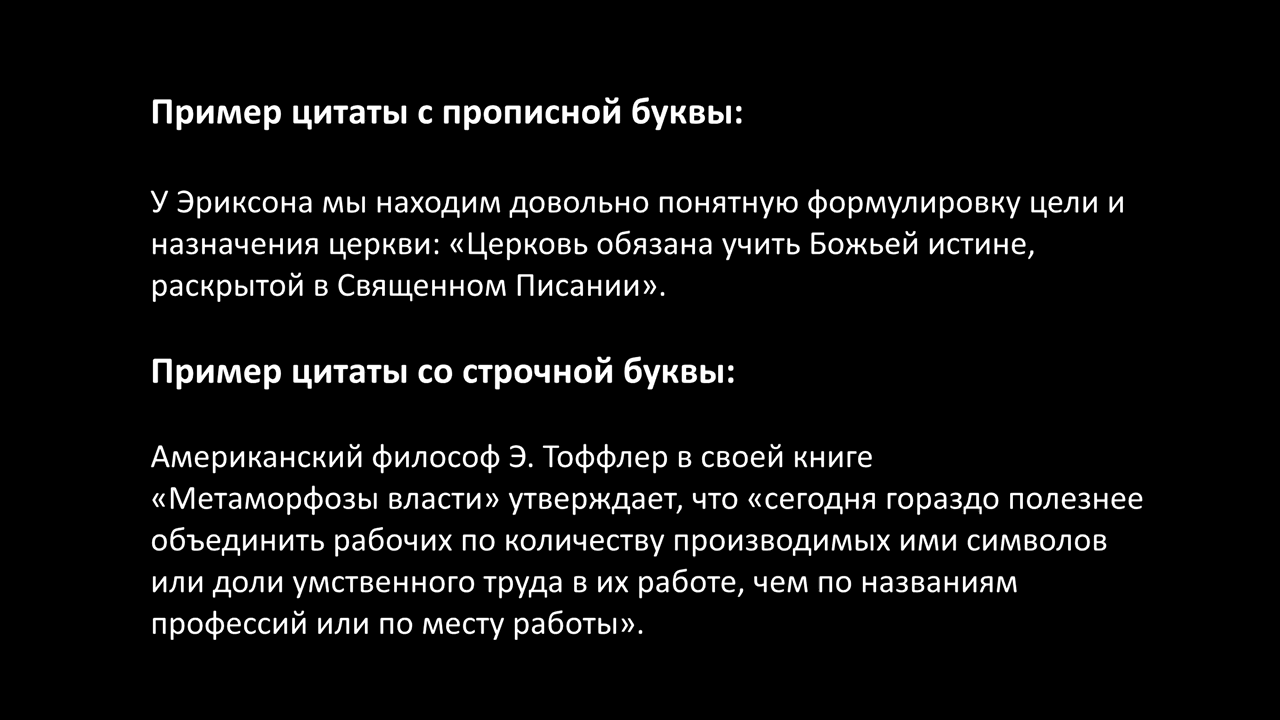 Пример цитаты с прописной буквы:
У Эриксона мы находим довольно понятную формулировку цели и
назначения церкви: «Церковь обязана учить Божьей истине,
раскрытой в Священном Писании».
Пример цитаты со строчной буквы:
Американский философ Э. Тоффлер в своей книге
«Метаморфозы власти» утверждает, что «сегодня гораздо полезнее
объединить рабочих по количеству производимых ими символов
или доли умственного труда в их работе, чем по названиям
профессий или по месту работы».